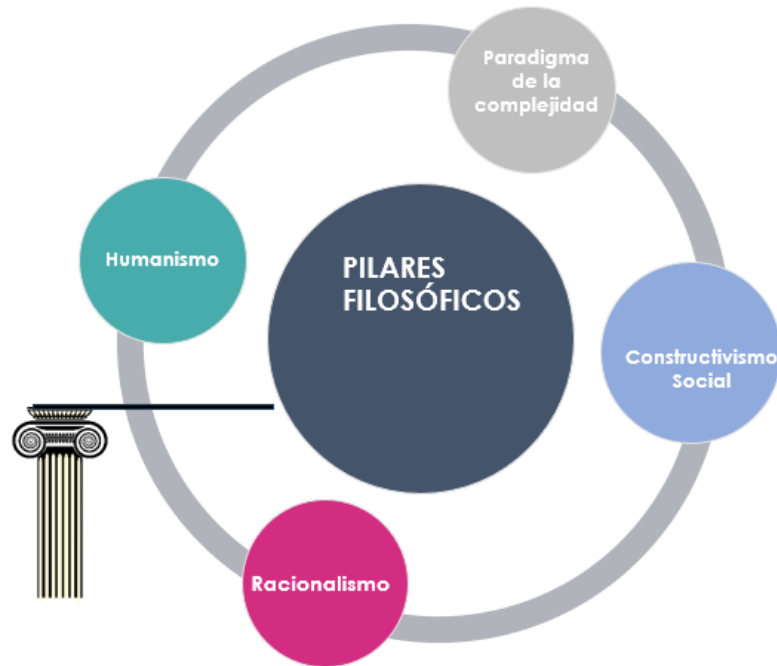 Paradigma
de la
complejidad
Humanismo
PILARES
FILOSÓFICOS
Constructivismo
Social
Racionalismo